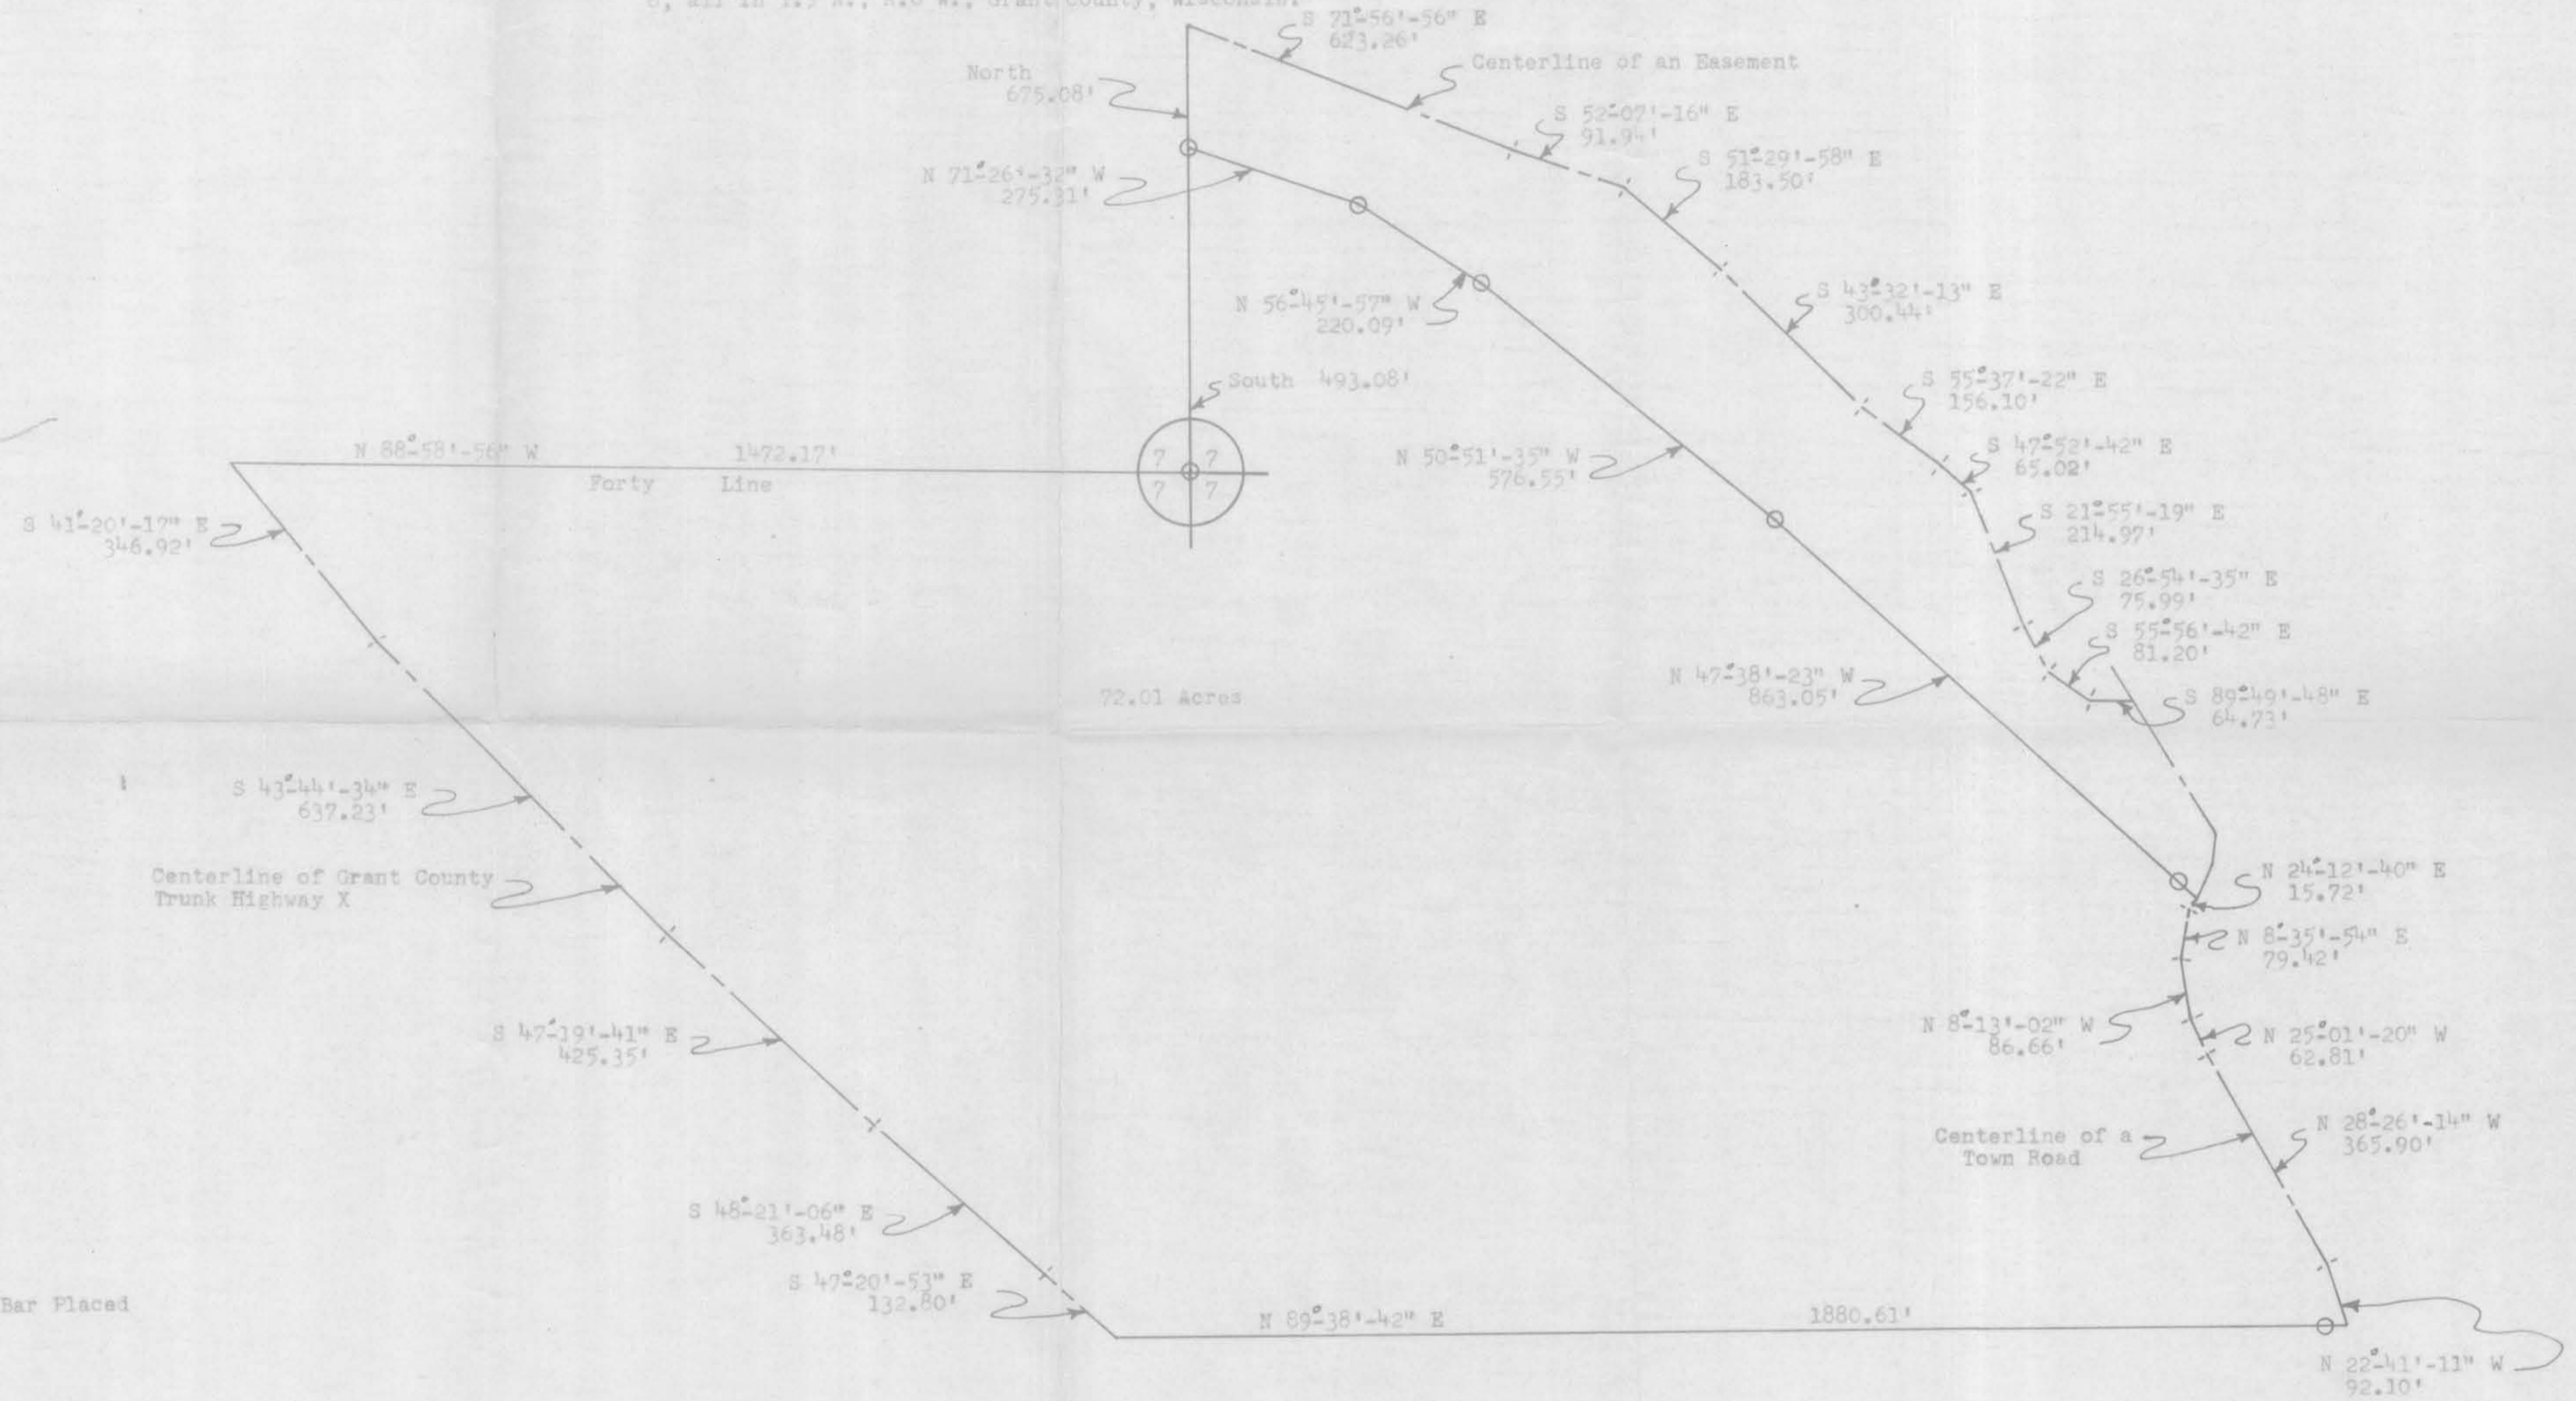 8, all in T.5 N., R.6 W., Grant County, Wisconsin.
S 71°-56'-56" E
623.26'
North
675.08'
Centerline of an Easement
S 52°-07'-16" E
91.94'
S 51°-29'-58" E
183.50'
N 71°-26'-32" W
275.31'
N 56°-45'-57" W
220.09'
S 43°-32'-13" E
300.44'
South 493.08'
S 55°-37'-22" E
156.10'
N 88°-58'-56" W 1472.17'
Forty Line
7 7
7 7
N 50°-51'-35" W
576.55'
S 47°-52'-42" E
65.02'
S 41°-20'-17" E
346.92'
S 21°-55'-19" E
214.97'
S 26°-54'-35" E
75.99'
S 55°-56'-42" E
81.20'
N 47°-38'-23" W
863.05'
72.01 Acres
S 89°-49'-48" E
64.73'
S 43°-44'-34" E
637.23'
Centerline of Grant County
Trunk Highway X
N 24°-12'-40" E
15.72'
N 8°-35'-54" E
79.42'
N 8°-13'-02" W
86.66'
N 25°-01'-20" W
62.81'
S 47°-19'-41" E
425.35'
Centerline of a
Town Road
N 28°-26'-14" W
365.90'
S 48°-21'-06" E
363.48'
S 47°-20'-53" E
132.80'
Bar Placed
N 89°-38'-42" E 1880.61'
N 22°-41'-11" W
92.10'